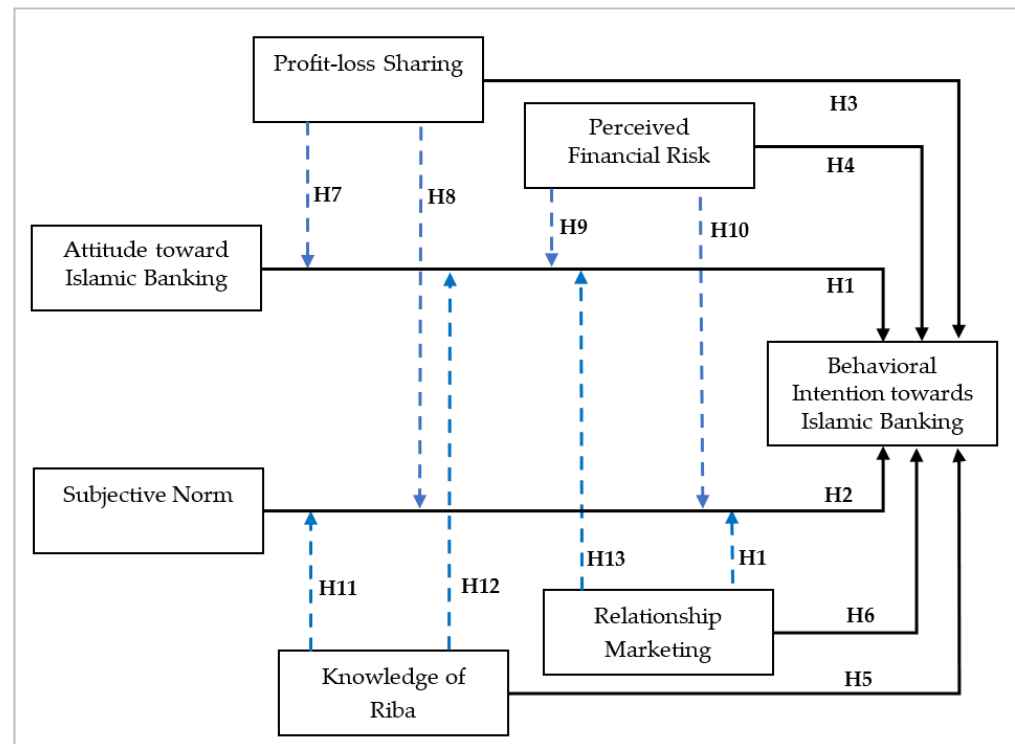 Profit-loss Sharing
H3
Perceived
Financial Risk
H4
H7
H8
H9
H10
Attitude toward
Islamic Banking
H1
Behavioral
Intention towards
Islamic Banking
Subjective Norm
H2
H11
H12
H13
H1
Relationship
Marketing
H6
Knowledge of
Riba
H5